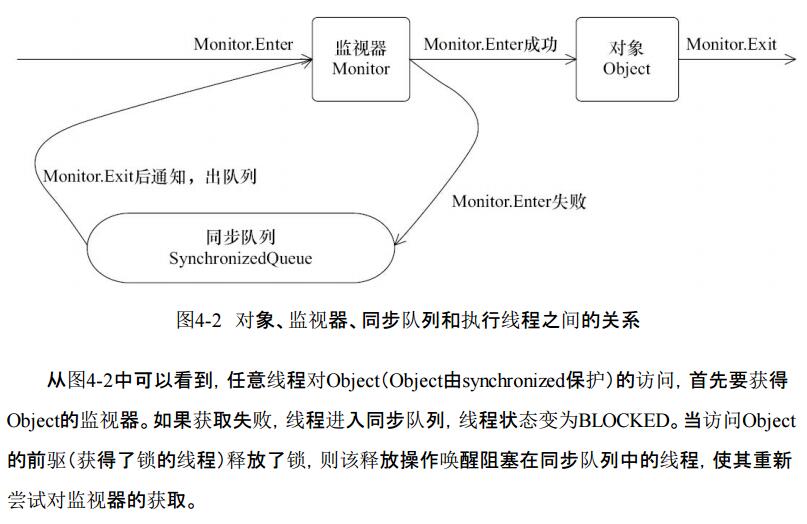 Monitor.Enter
监视器
Monitor
Monitor.Enter成功
对象
Object
Monitor.Exit
Monitor.Exit后通知，出队列
Monitor.Enter失败
同步队列
SynchronizedQueue
图4-2 对象、监视器、同步队列和执行线程之间的关系
从图4-2中可以看到，任意线程对Object（Object由synchronized保护）的访问，首先要获得
Object的监视器。如果获取失败，线程进入同步队列，线程状态变为BLOCKED。当访问Object
的前驱（获得了锁的线程）释放了锁，则该释放操作唤醒阻塞在同步队列中的线程，使其重新
尝试对监视器的获取。